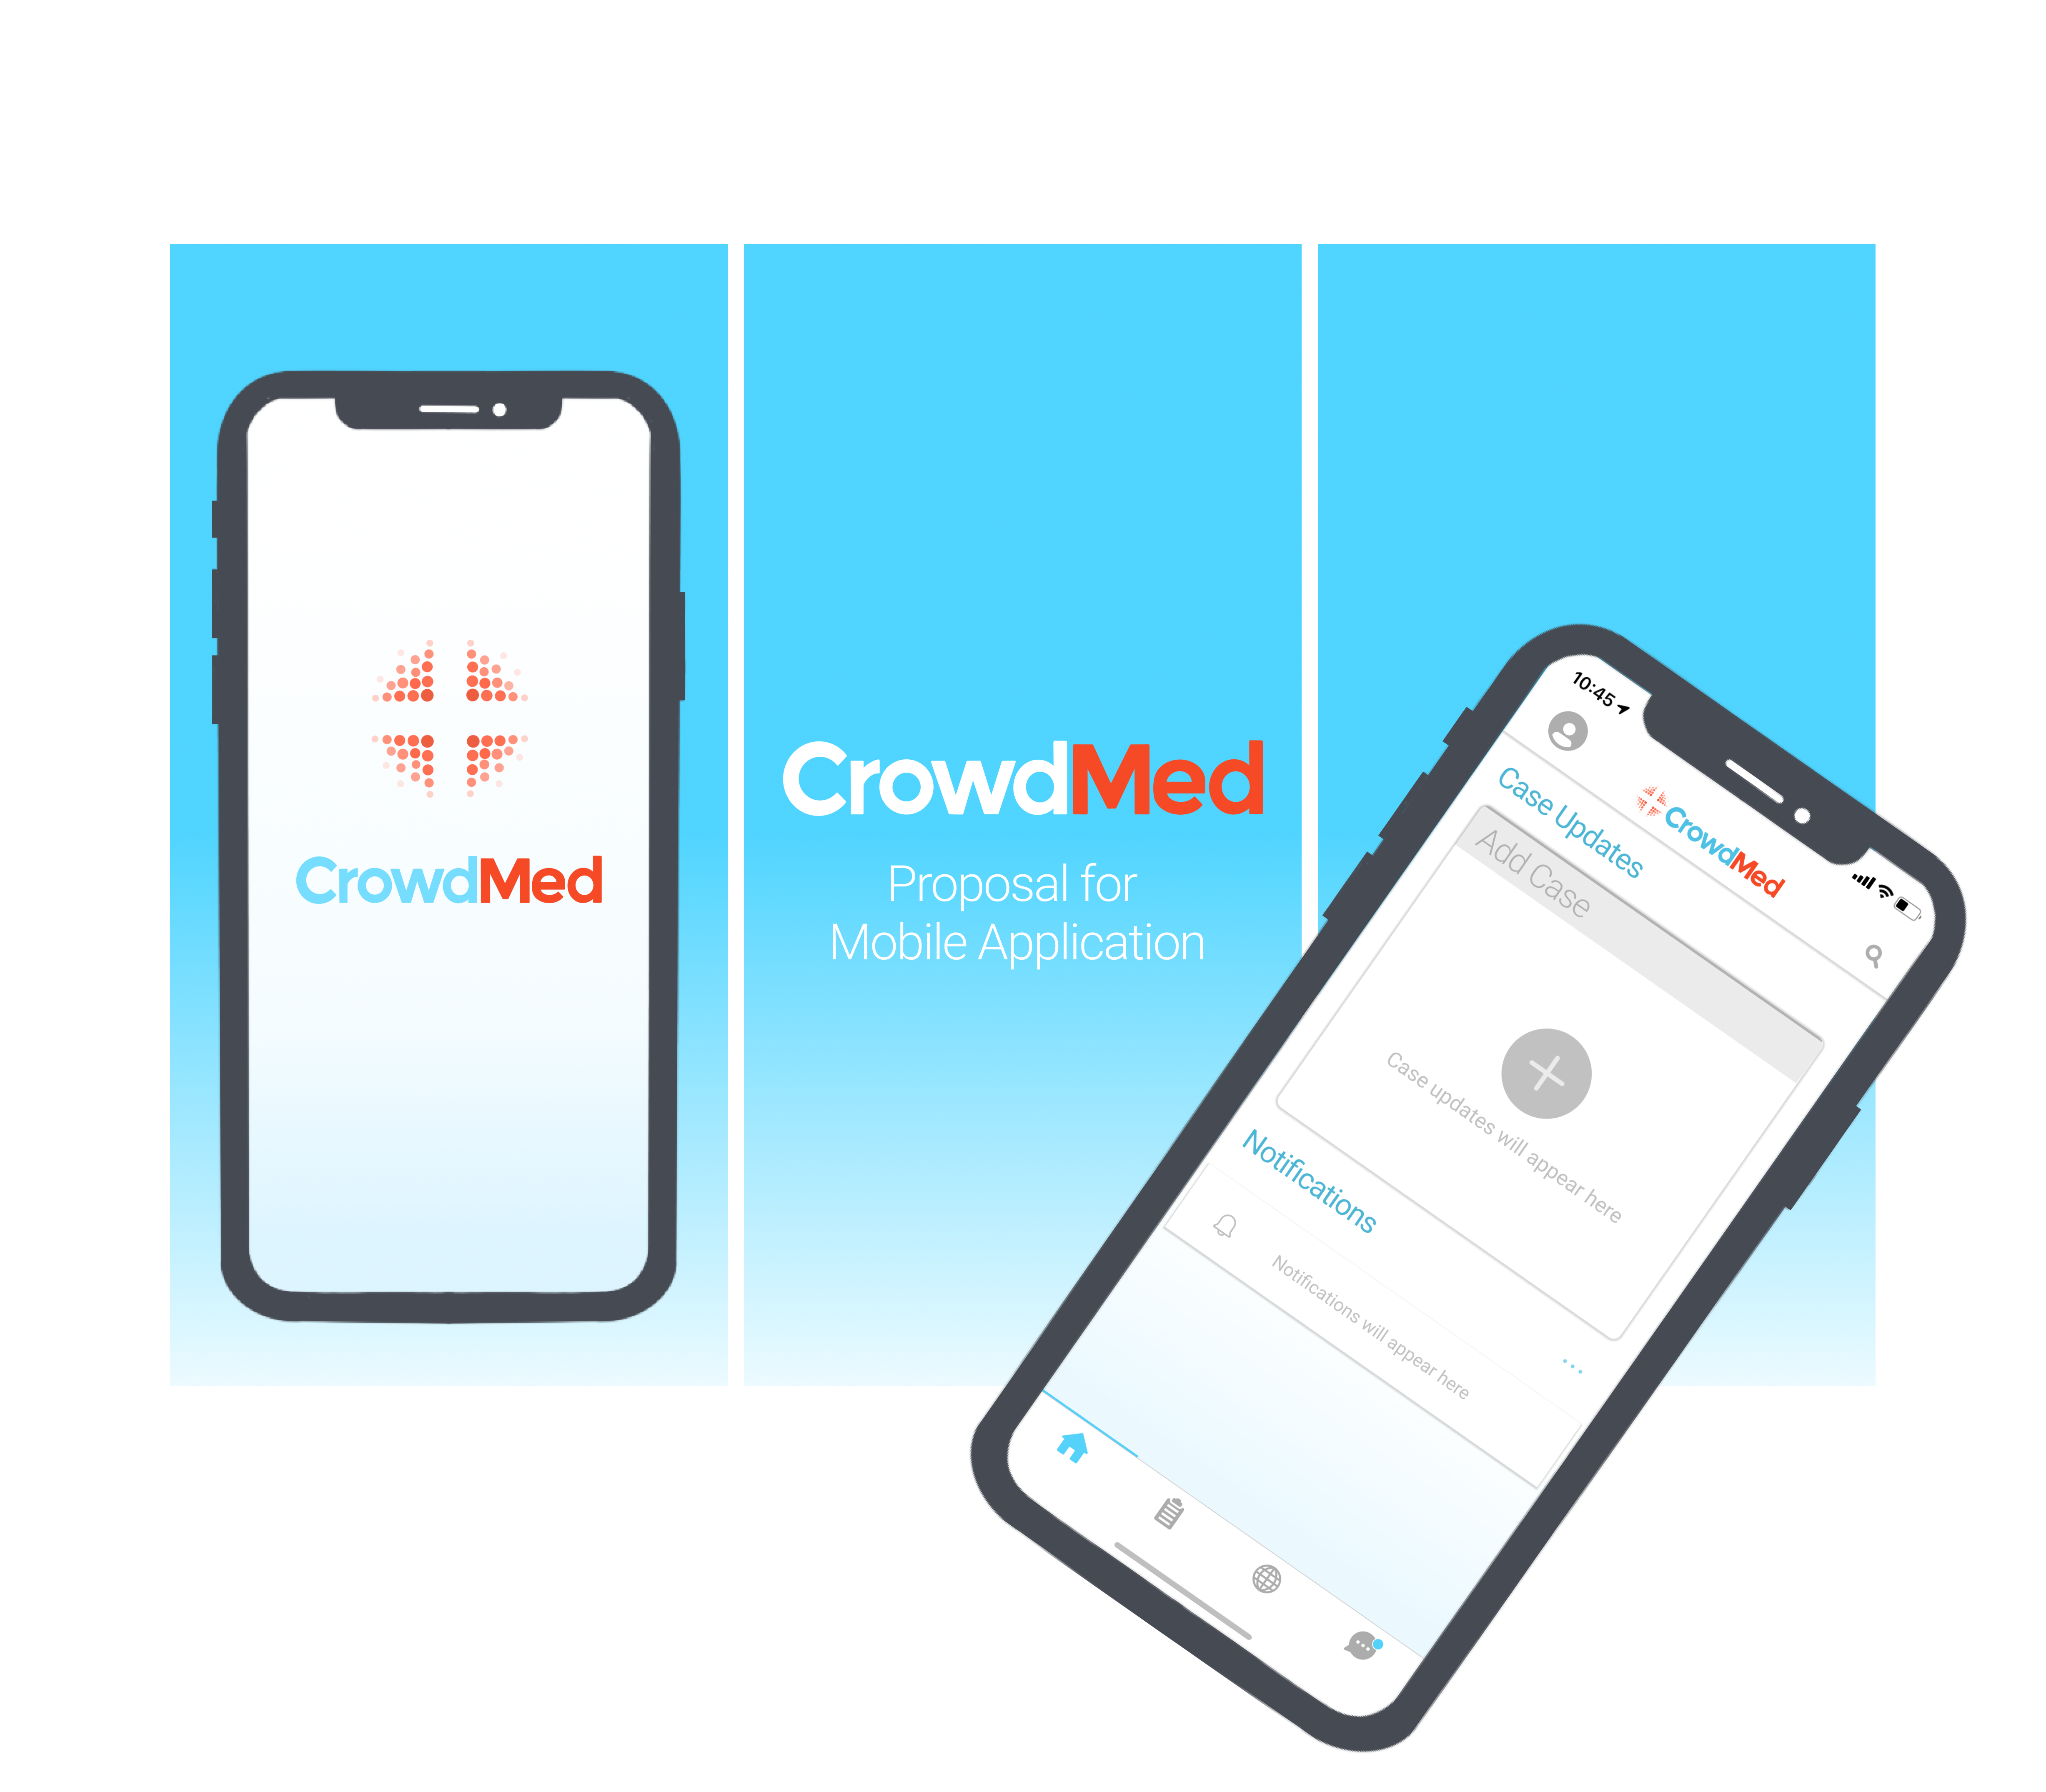 CrowdMed
CrowdMed
Proposal for
Mobile Application
10:45
CrowdMed
Case Updates
Add Case
Case updates will appear here
Notifications
Notifications will appear here